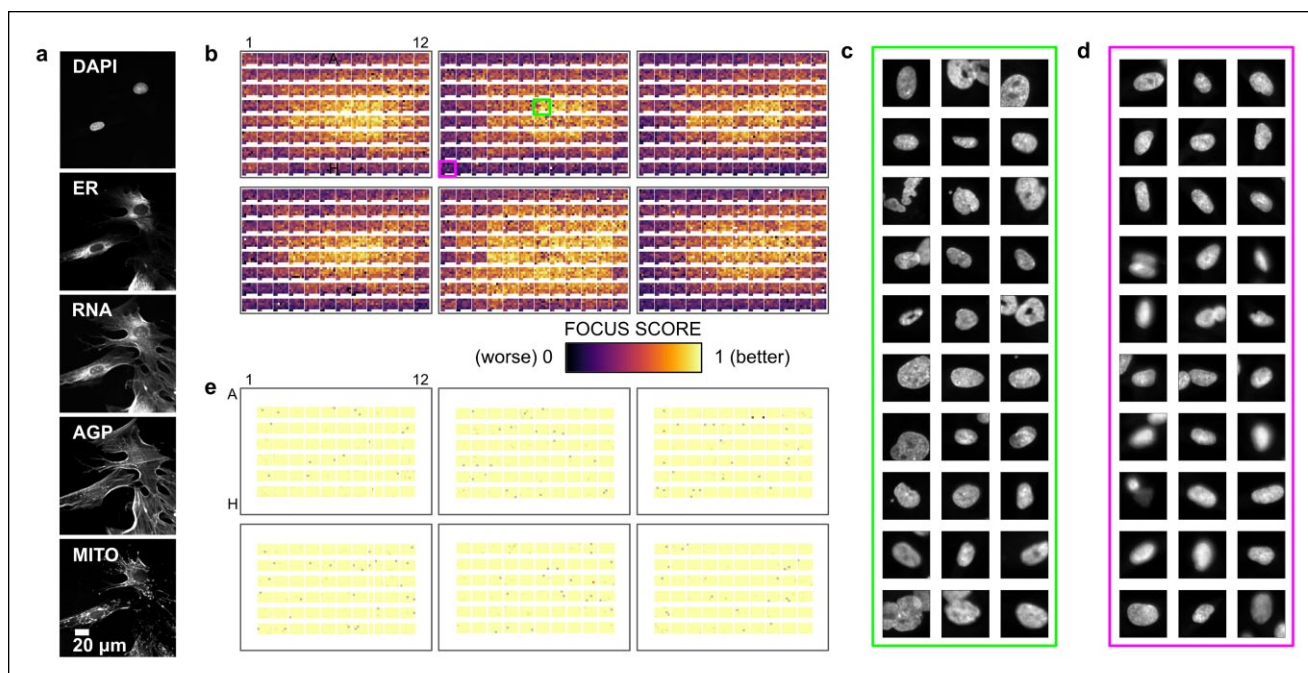 a
DAPI
ER
RNA
AGP
MITO
20 µm
b
1 12
A
H
FOCUS SCORE
(worse) 0 1 (better)
e
1 12
A
H
c
d